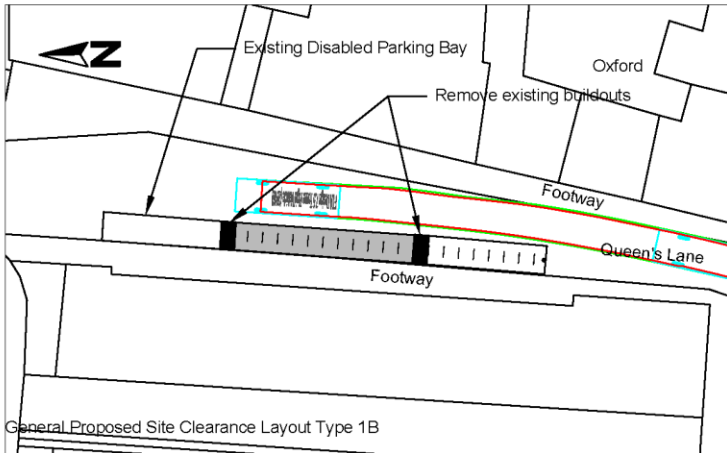 N
Existing Disabled Parking Bay
Oxford
Remove existing buildouts
Footway
Queen's Lane
Footway
General Proposed Site Clearance Layout Type 1B